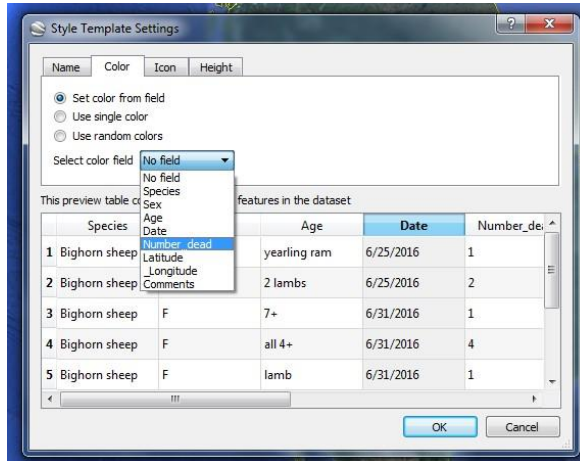 Style Template Settings
Name Color Icon Height
Set color from field
Use single color
Use random colors
Select color field No field
No field
Species
Sex
Age
Date
Number_dead
Latitude
_Longitude
Comments
This preview table co features in the dataset
Species Age Date Number_dea
1 Bighorn sheep yearling ram 6/25/2016 1
2 Bighorn sheep 2 lambs 6/25/2016 2
3 Bighorn sheep F 7+ 6/31/2016 1
4 Bighorn sheep F all 4+ 6/31/2016 4
5 Bighorn sheep F lamb 6/31/2016 1
OK Cancel